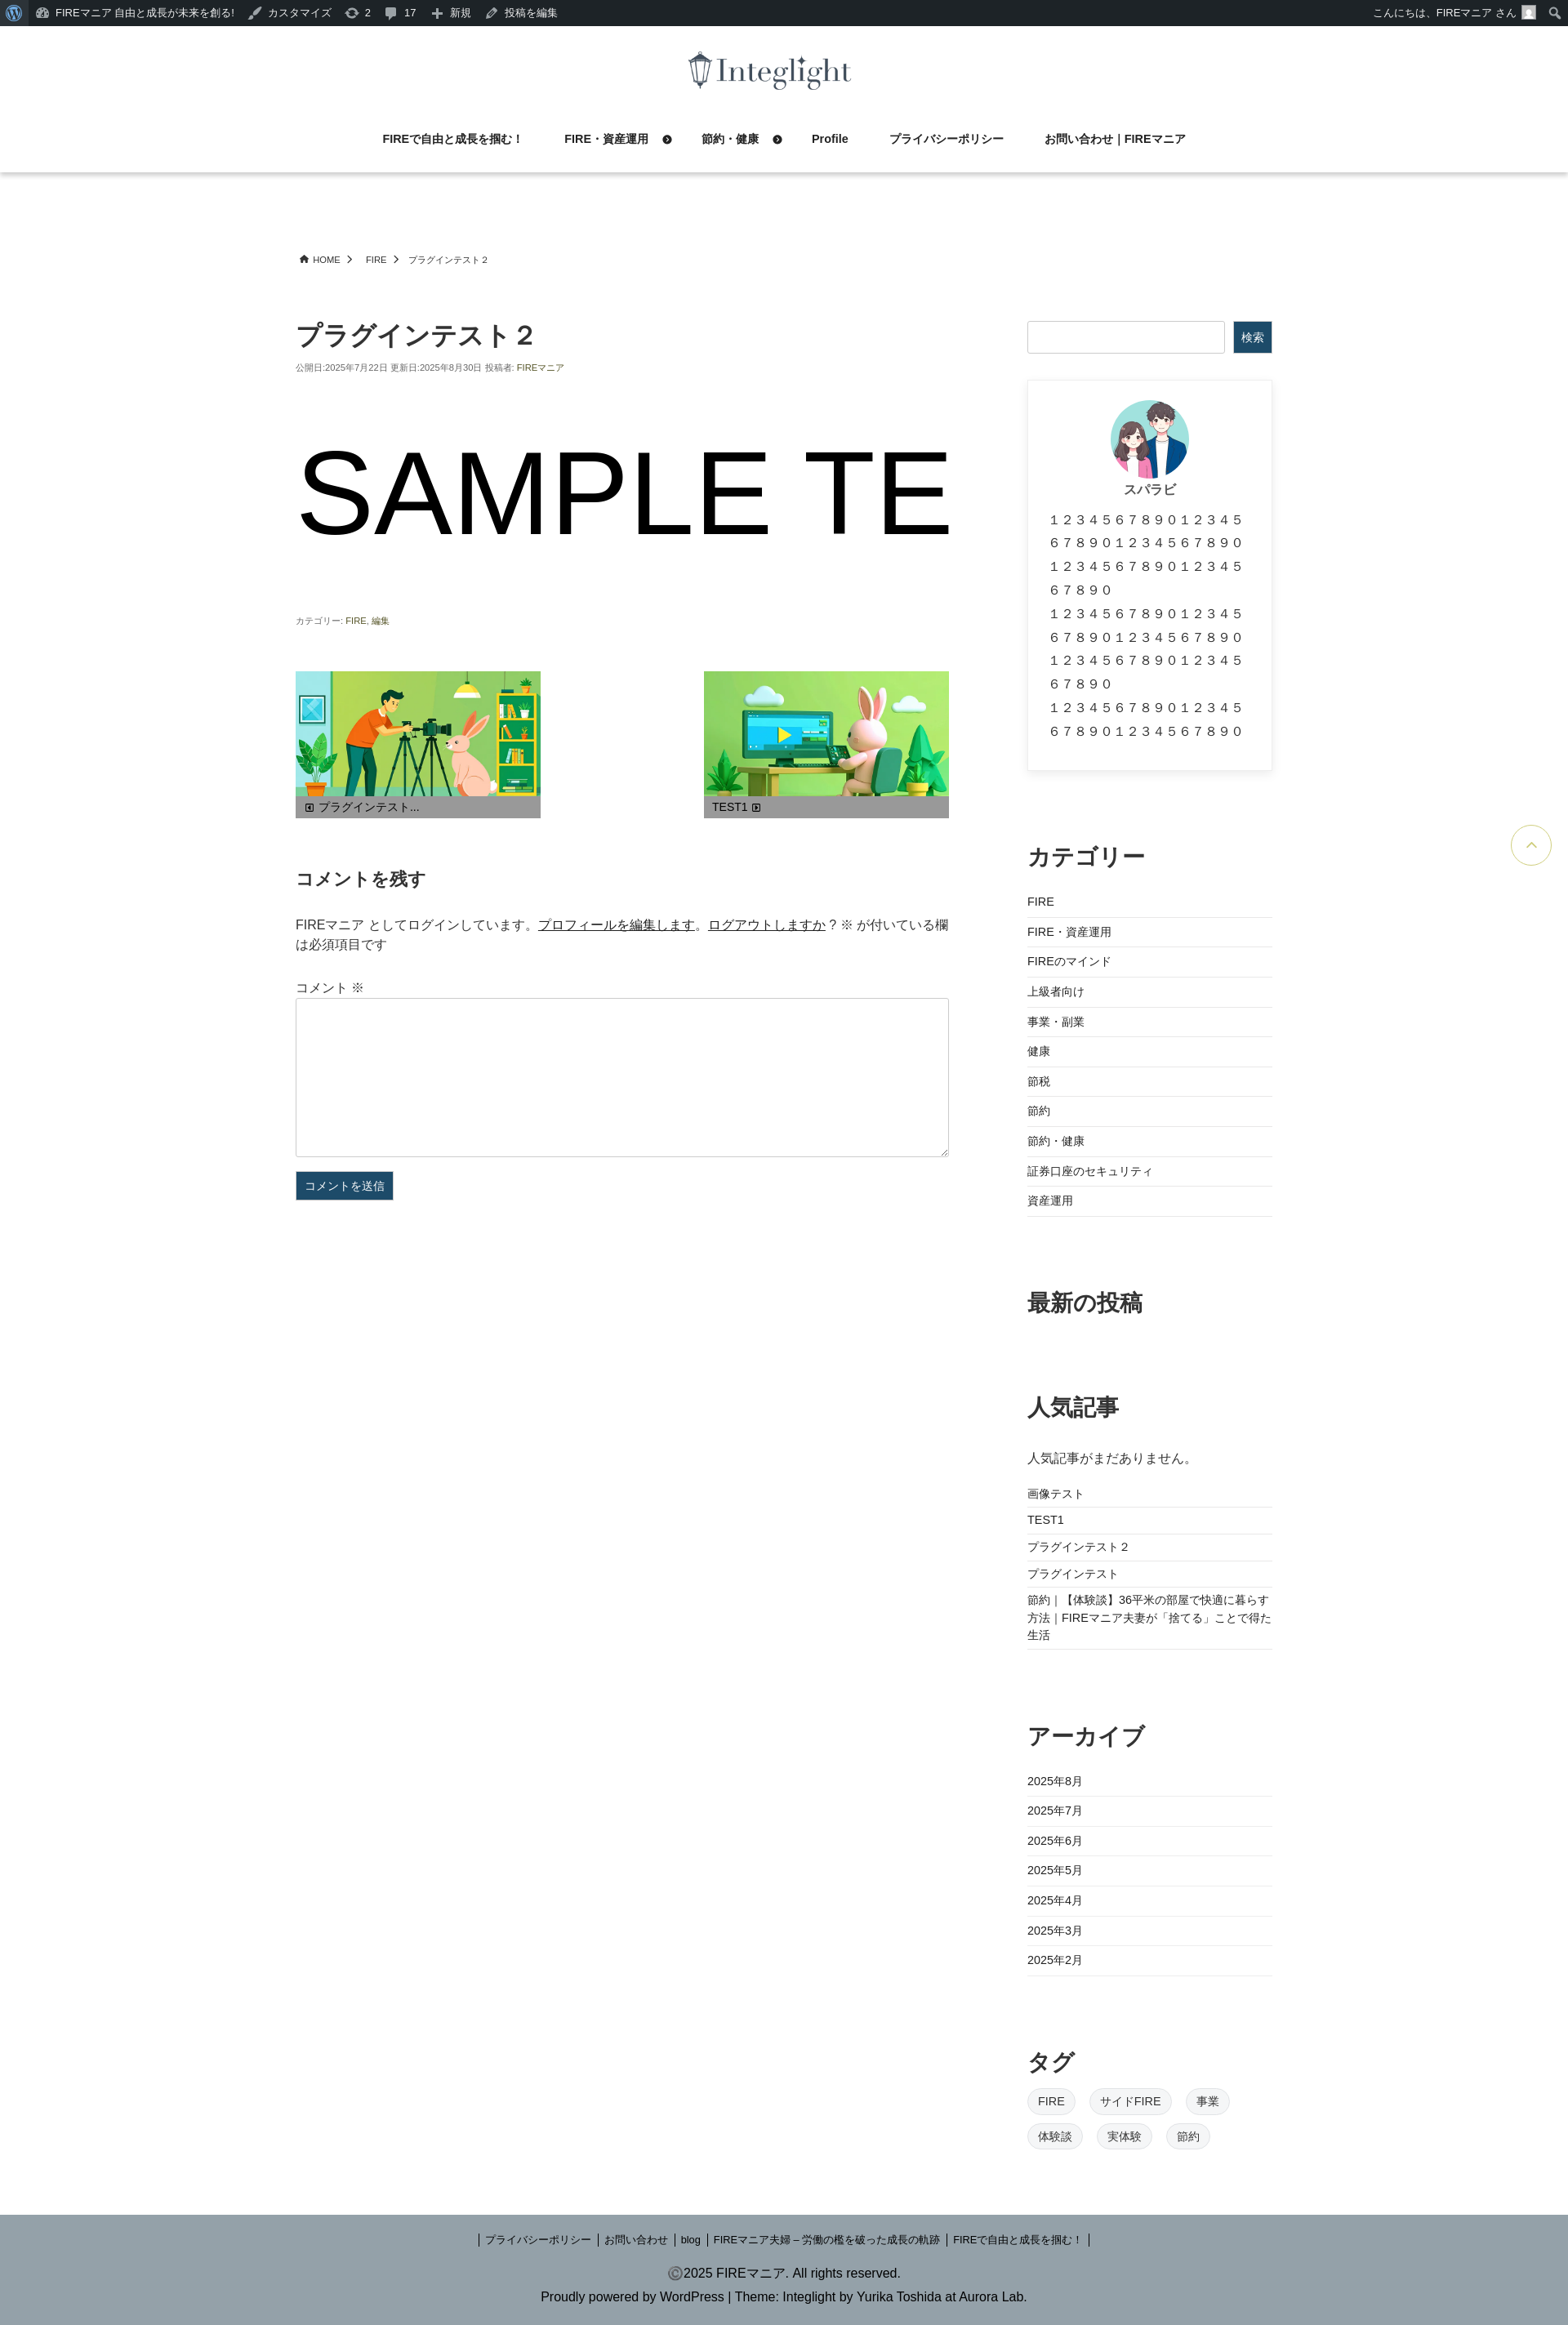 FIREマニア 自由と成長が未来を創る! カスタマイズ 2 17 新規 投稿を編集 こんにちは、FIREマニア さん
Integlight
FIREで自由と成長を掴む！ FIRE・資産運用 節約・健康 Profile プライバシーポリシー お問い合わせ｜FIREマニア
HOME FIRE プラグインテスト２
プラグインテスト２
公開日:2025年7月22日 更新日:2025年8月30日 投稿者: FIREマニア
SAMPLE TE
カテゴリー: FIRE, 編集
プラグインテスト...
TEST1
コメントを残す
FIREマニア としてログインしています。プロフィールを編集します。ログアウトしますか ? ※ が付いている欄
は必須項目です
コメント ※
コメントを送信
検索
スパラビ
１２３４５６７８９０１２３４５
６７８９０１２３４５６７８９０
１２３４５６７８９０１２３４５
６７８９０
１２３４５６７８９０１２３４５
６７８９０１２３４５６７８９０
１２３４５６７８９０１２３４５
６７８９０
１２３４５６７８９０１２３４５
６７８９０１２３４５６７８９０
カテゴリー
FIRE
FIRE・資産運用
FIREのマインド
上級者向け
事業・副業
健康
節税
節約
節約・健康
証券口座のセキュリティ
資産運用
最新の投稿
人気記事
人気記事がまだありません。
画像テスト
TEST1
プラグインテスト２
プラグインテスト
節約｜【体験談】36平米の部屋で快適に暮らす
方法｜FIREマニア夫妻が「捨てる」ことで得た
生活
アーカイブ
2025年8月
2025年7月
2025年6月
2025年5月
2025年4月
2025年3月
2025年2月
タグ
FIRE サイドFIRE 事業
体験談 実体験 節約
プライバシーポリシー お問い合わせ blog FIREマニア夫婦 – 労働の檻を破った成長の軌跡 FIREで自由と成長を掴む！
©2025 FIREマニア. All rights reserved.
Proudly powered by WordPress | Theme: Integlight by Yurika Toshida at Aurora Lab.